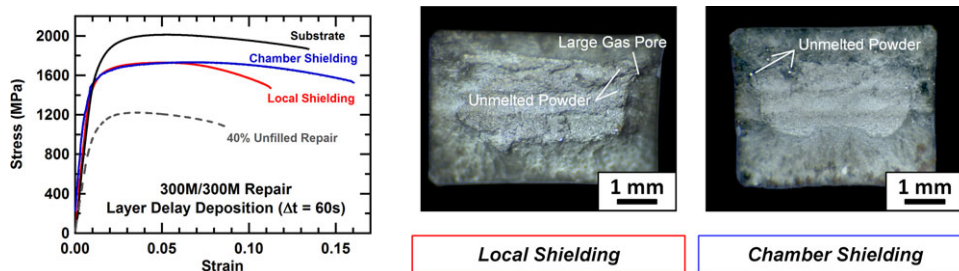 Stress (MPa)
2000
1600
1200
800
400
0
Substrate
Chamber Shielding
Local Shielding
40% Unfilled Repair
300M/300M Repair
Layer Delay Deposition (Δt = 60s)
0.00
0.05
0.10
0.15
Strain
Large Gas Pore
Unmelted Powder
1 mm
Local Shielding
Unmelted Powder
1 mm
Chamber Shielding